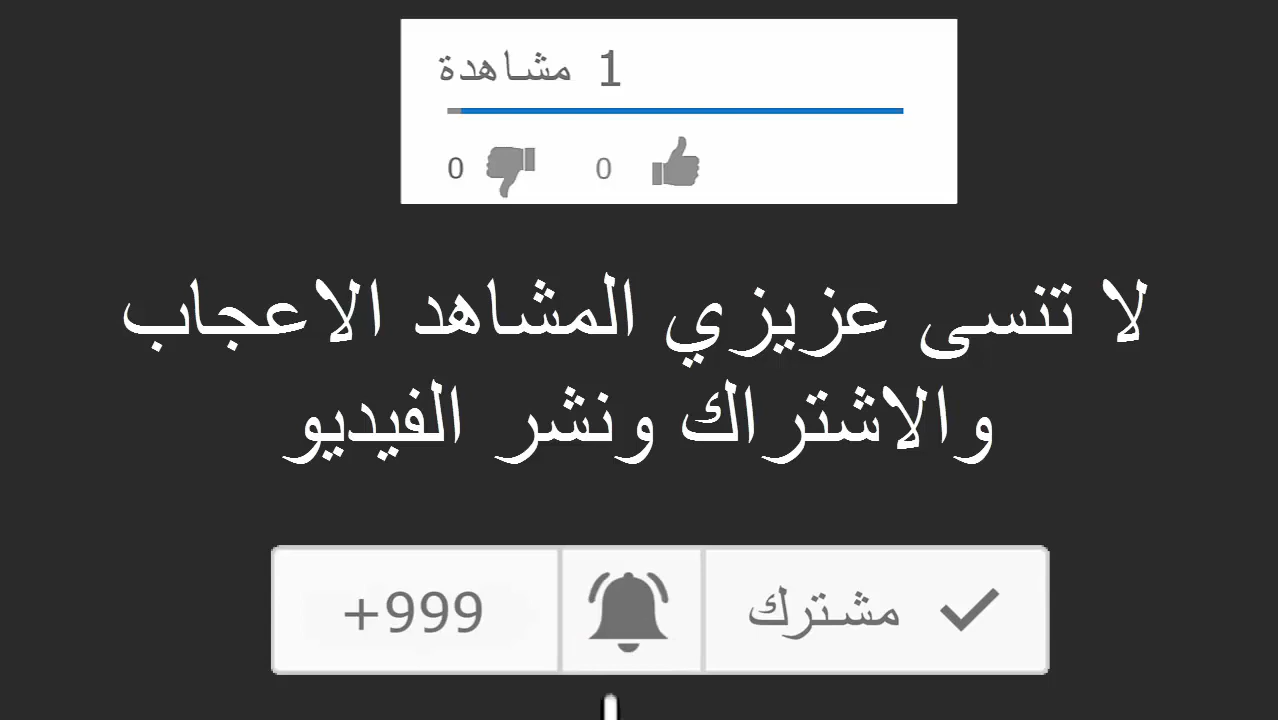 1 مشاهدة
0 0
لا تنسى عزيزي المشاهد الاعجاب
والاشتراك ونشر الفيديو
مشترك +999